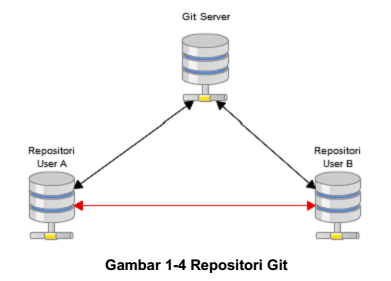 Git Server
Repositori
User A
Repositori
User B
Gambar 1-4 Repositori Git